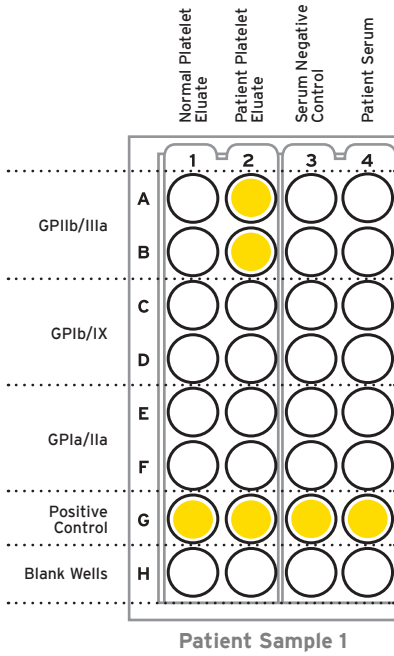 Normal Platelet
Eluate
Patient Platelet
Eluate
Serum Negative
Control
Patient Serum
1 2 3 4
A
GPIIb/IIIa
B
C
GPIb/IX
D
E
GPIa/IIa
F
Positive
Control
G
Blank Wells H
Patient Sample 1